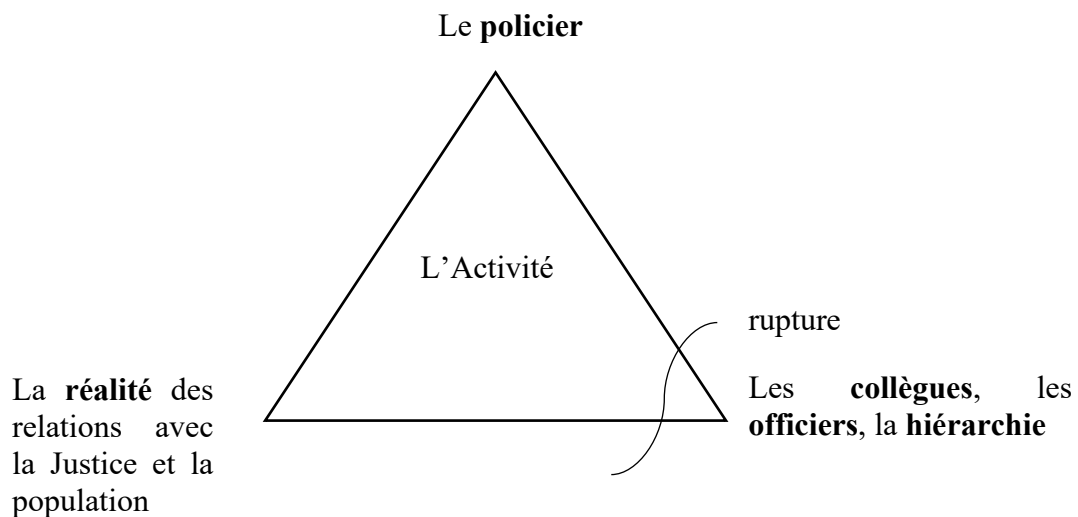 Le policier
L’Activité
rupture
La réalité des
relations avec
la Justice et la
population
Les collègues, les
officiers, la hiérarchie